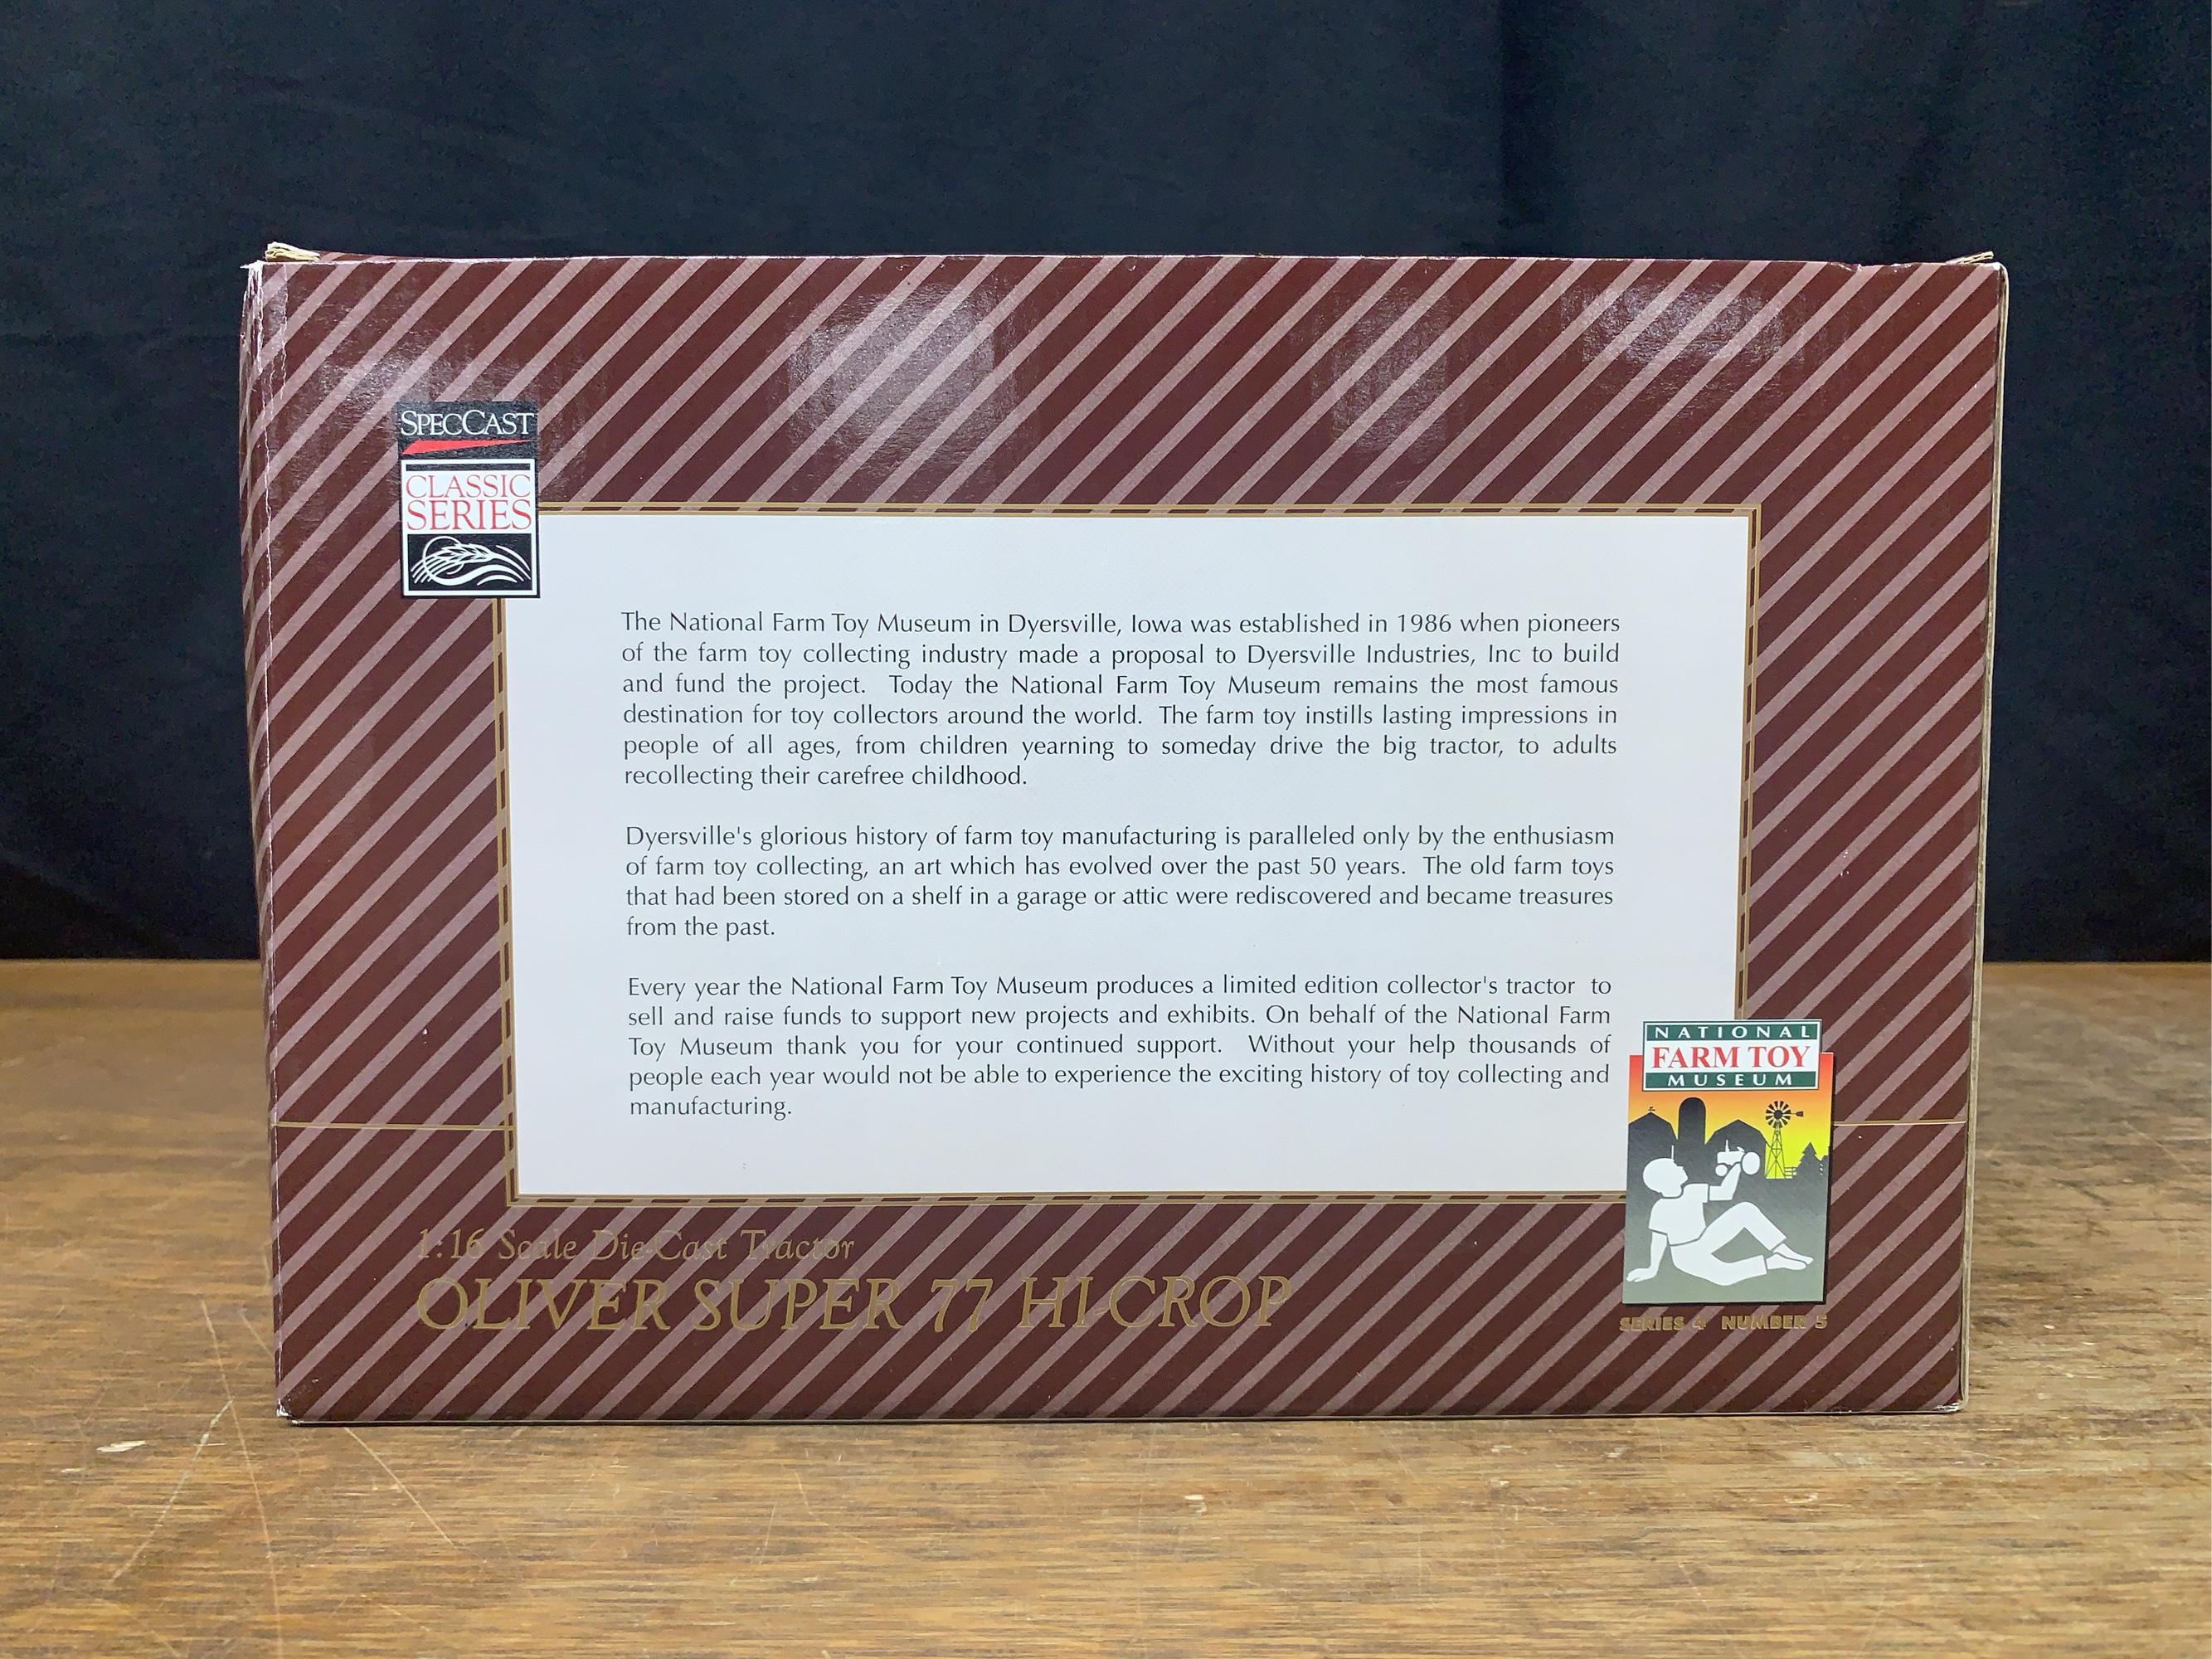 SPECCAST
CLASSIC
SERIES
The National Farm Toy Museum in Dyersville, Iowa was established in 1986 when pioneers
of the farm toy collecting industry made a proposal to Dyersville Industries, Inc to build
and fund the project. Today the National Farm Toy Museum remains the most famous
destination for toy collectors around the world. The farm toy instills lasting impressions in
people of all ages, from children yearning to someday drive the big tractor, to adults
recollecting their carefree childhood.
Dyersville's glorious history of farm toy manufacturing is paralleled only by the enthusiasm
of farm toy collecting, an art which has evolved over the past 50 years. The old farm toys
that had been stored on a shelf in a garage or attic were rediscovered and became treasures
from the past.
Every year the National Farm Toy Museum produces a limited edition collector's tractor to
sell and raise funds to support new projects and exhibits. On behalf of the National Farm
Toy Museum thank you for your continued support. Without your help thousands of
people each year would not be able to experience the exciting history of toy collecting and
manufacturing.
NATIONAL
FARM TOY
MUSEUM
1:16 Scale Die-Cast Tractor
OLIVER SUPER 77 HI-CROP
SERIES 4 NUMBER 5